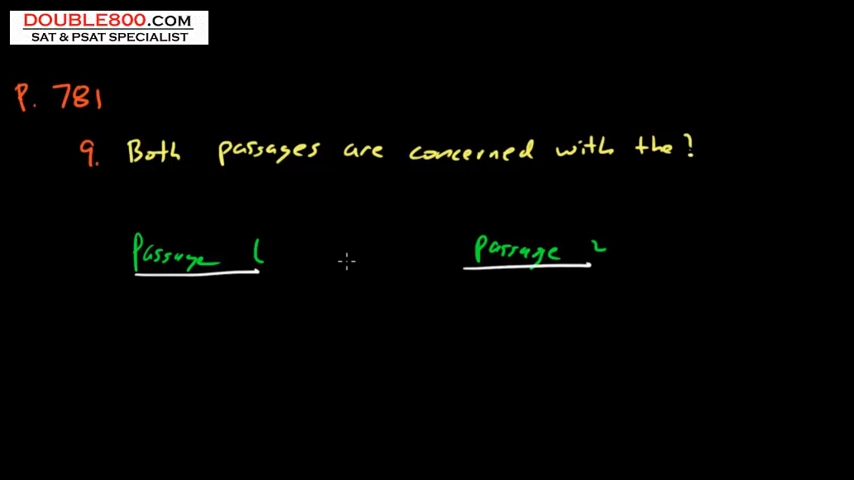 DOUBLE800.COM
SAT & PSAT SPECIALIST
P. 781
9. Both passages are concerned with the?
Passage 1 Passage 2